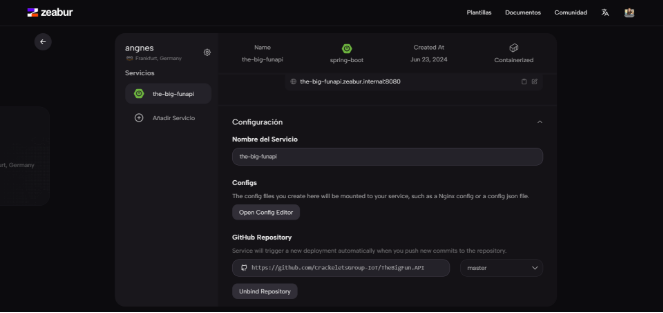 zeabur
Plantillas Documentos Comunidad
angnes
Frankfurt, Germany
Servicios
the-big-funapi
Añadir Servicio
Name
the-big-funapi
spring-boot
Created At
Jun 23, 2024
Containerized
the-big-funapi.zeabur.internal:8080
Configuración
Nombre del Servicio
the-big-funapi
Configs
The config files you create here will be mounted to your service, such as a Nginx config or a config json file.
Open Config Editor
GitHub Repository
Service will trigger a new deployment automatically when you push new commits to the repository.
https://github.com/CrackeletsGroup-IoT/TheBigFun.API
master
Unbind Repository
rt, Germany